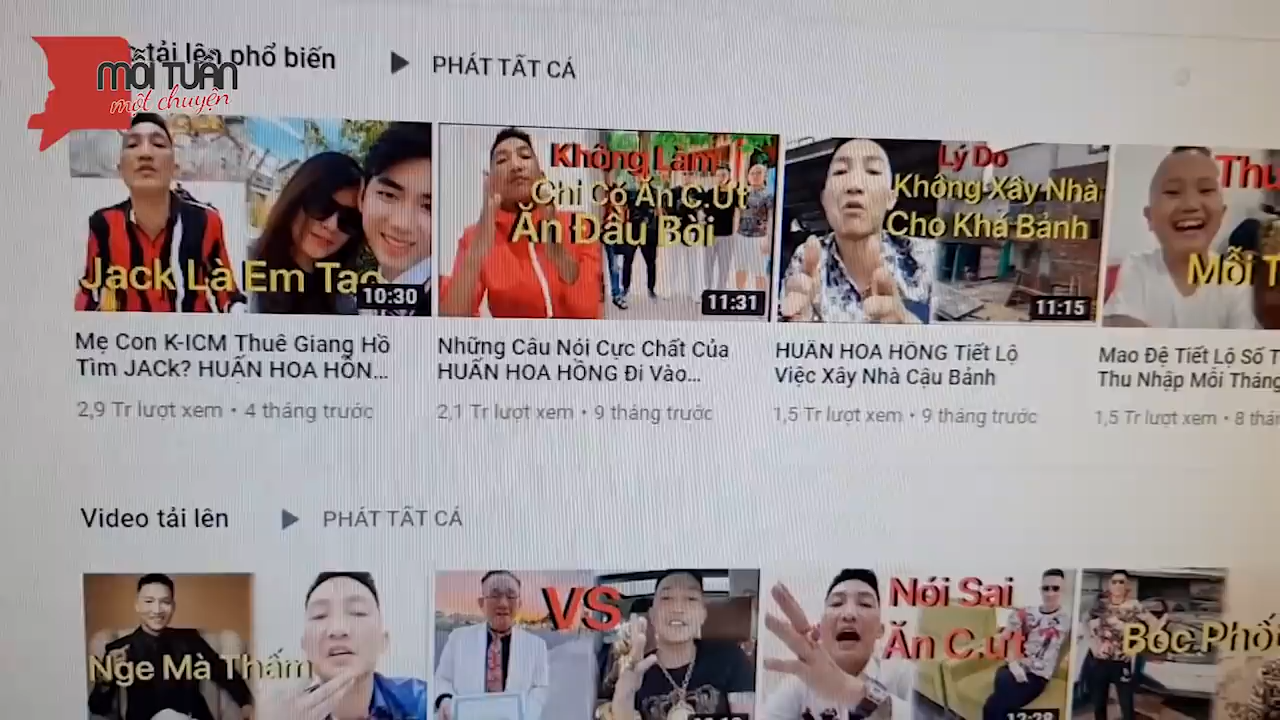 tải lên phổ biến
PHÁT TẤT CẢ
MỖI TUẦN
một chuyện
Jack Là Em Tao
10:30
Không Làm
Chỉ Có Ăn C.Ứt
Ăn Đầu Bòi
11:31
Lý Do
Không Xây Nhà
Cho Khá Bảnh
11:15
Mỗi T
Mẹ Con K-ICM Thuê Giang Hồ
Tìm JACk? HUẤN HOA HỒN...
2,9 Tr lượt xem • 4 tháng trước
Những Câu Nói Cực Chất Của
HUẤN HOA HỒNG Đi Vào...
2,1 Tr lượt xem • 9 tháng trước
HUẤN HOA HỒNG Tiết Lộ
Việc Xây Nhà Cậu Bảnh
1,5 Tr lượt xem • 9 tháng trước
Mao Đệ Tiết Lộ Số T
Thu Nhập Mỗi Tháng
1,5 Tr lượt xem • 8 thán
Video tải lên
PHÁT TẤT CẢ
Nge Mà Thấm
VS
Nói Sai
Ăn C.ứt
Bóc Phố